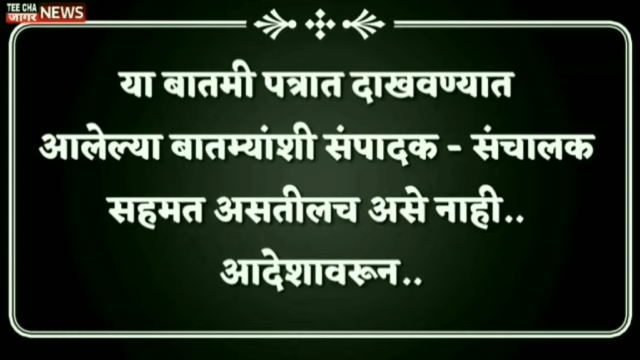 TEE CHA
जागर NEWS
या बातमी पत्रात दाखवण्यात
आलेल्या बातम्यांशी संपादक - संचालक
सहमत असतीलच असे नाही..
आदेशावरून..